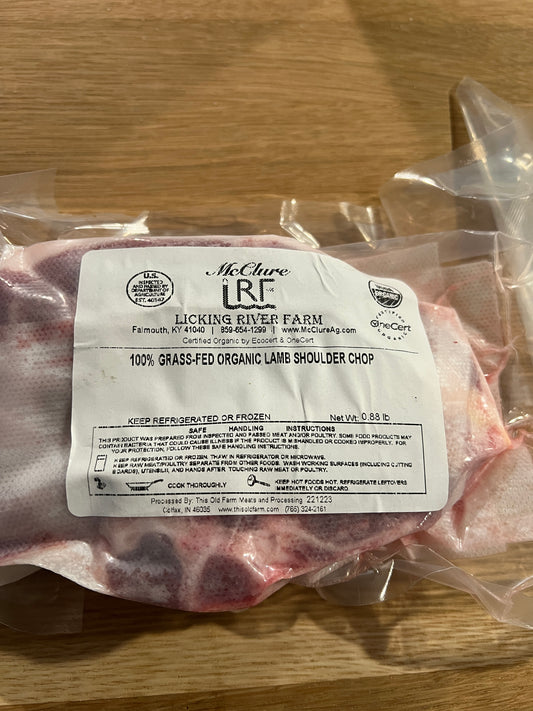 McClure
LRF
LICKING RIVER FARM
Falmouth, KY 41040 | 859-654-1299 | www.McClureAg.com
Certified Organic by Ecocert & OneCert
U.S.
INSPECTED
AND PASSED BY
DEPARTMENT OF
AGRICULTURE
EST. 40542
CERTIFIED
OneCert
ORGANIC
100% GRASS-FED ORGANIC LAMB SHOULDER CHOP
KEEP REFRIGERATED OR FROZEN
Net Wt. 0.88 lb
SAFE HANDLING INSTRUCTIONS
THIS PRODUCT WAS PREPARED FROM INSPECTED AND PASSED MEAT AND/OR POULTRY. SOME FOOD PRODUCTS MAY
CONTAIN BACTERIA THAT COULD CAUSE ILLNESS IF THE PRODUCT IS MISHANDLED OR COOKED IMPROPERLY. FOR
YOUR PROTECTION, FOLLOW THESE SAFE HANDLING INSTRUCTIONS.
KEEP REFRIGERATED OR FROZEN. THAW IN REFRIGERATOR OR MICROWAVE.
KEEP RAW MEAT/POULTRY SEPARATE FROM OTHER FOODS. WASH WORKING SURFACES (INCLUDING CUTTING
BOARDS), UTENSILS, AND HANDS AFTER TOUCHING RAW MEAT OR POULTRY.
COOK THOROUGHLY
KEEP HOT FOODS HOT. REFRIGERATE LEFTOVERS
IMMEDIATELY OR DISCARD.
Processed By: This Old Farm Meats and Processing 221223
Colfax, IN 46035 www.thisoldfarm.com (765) 324-2161